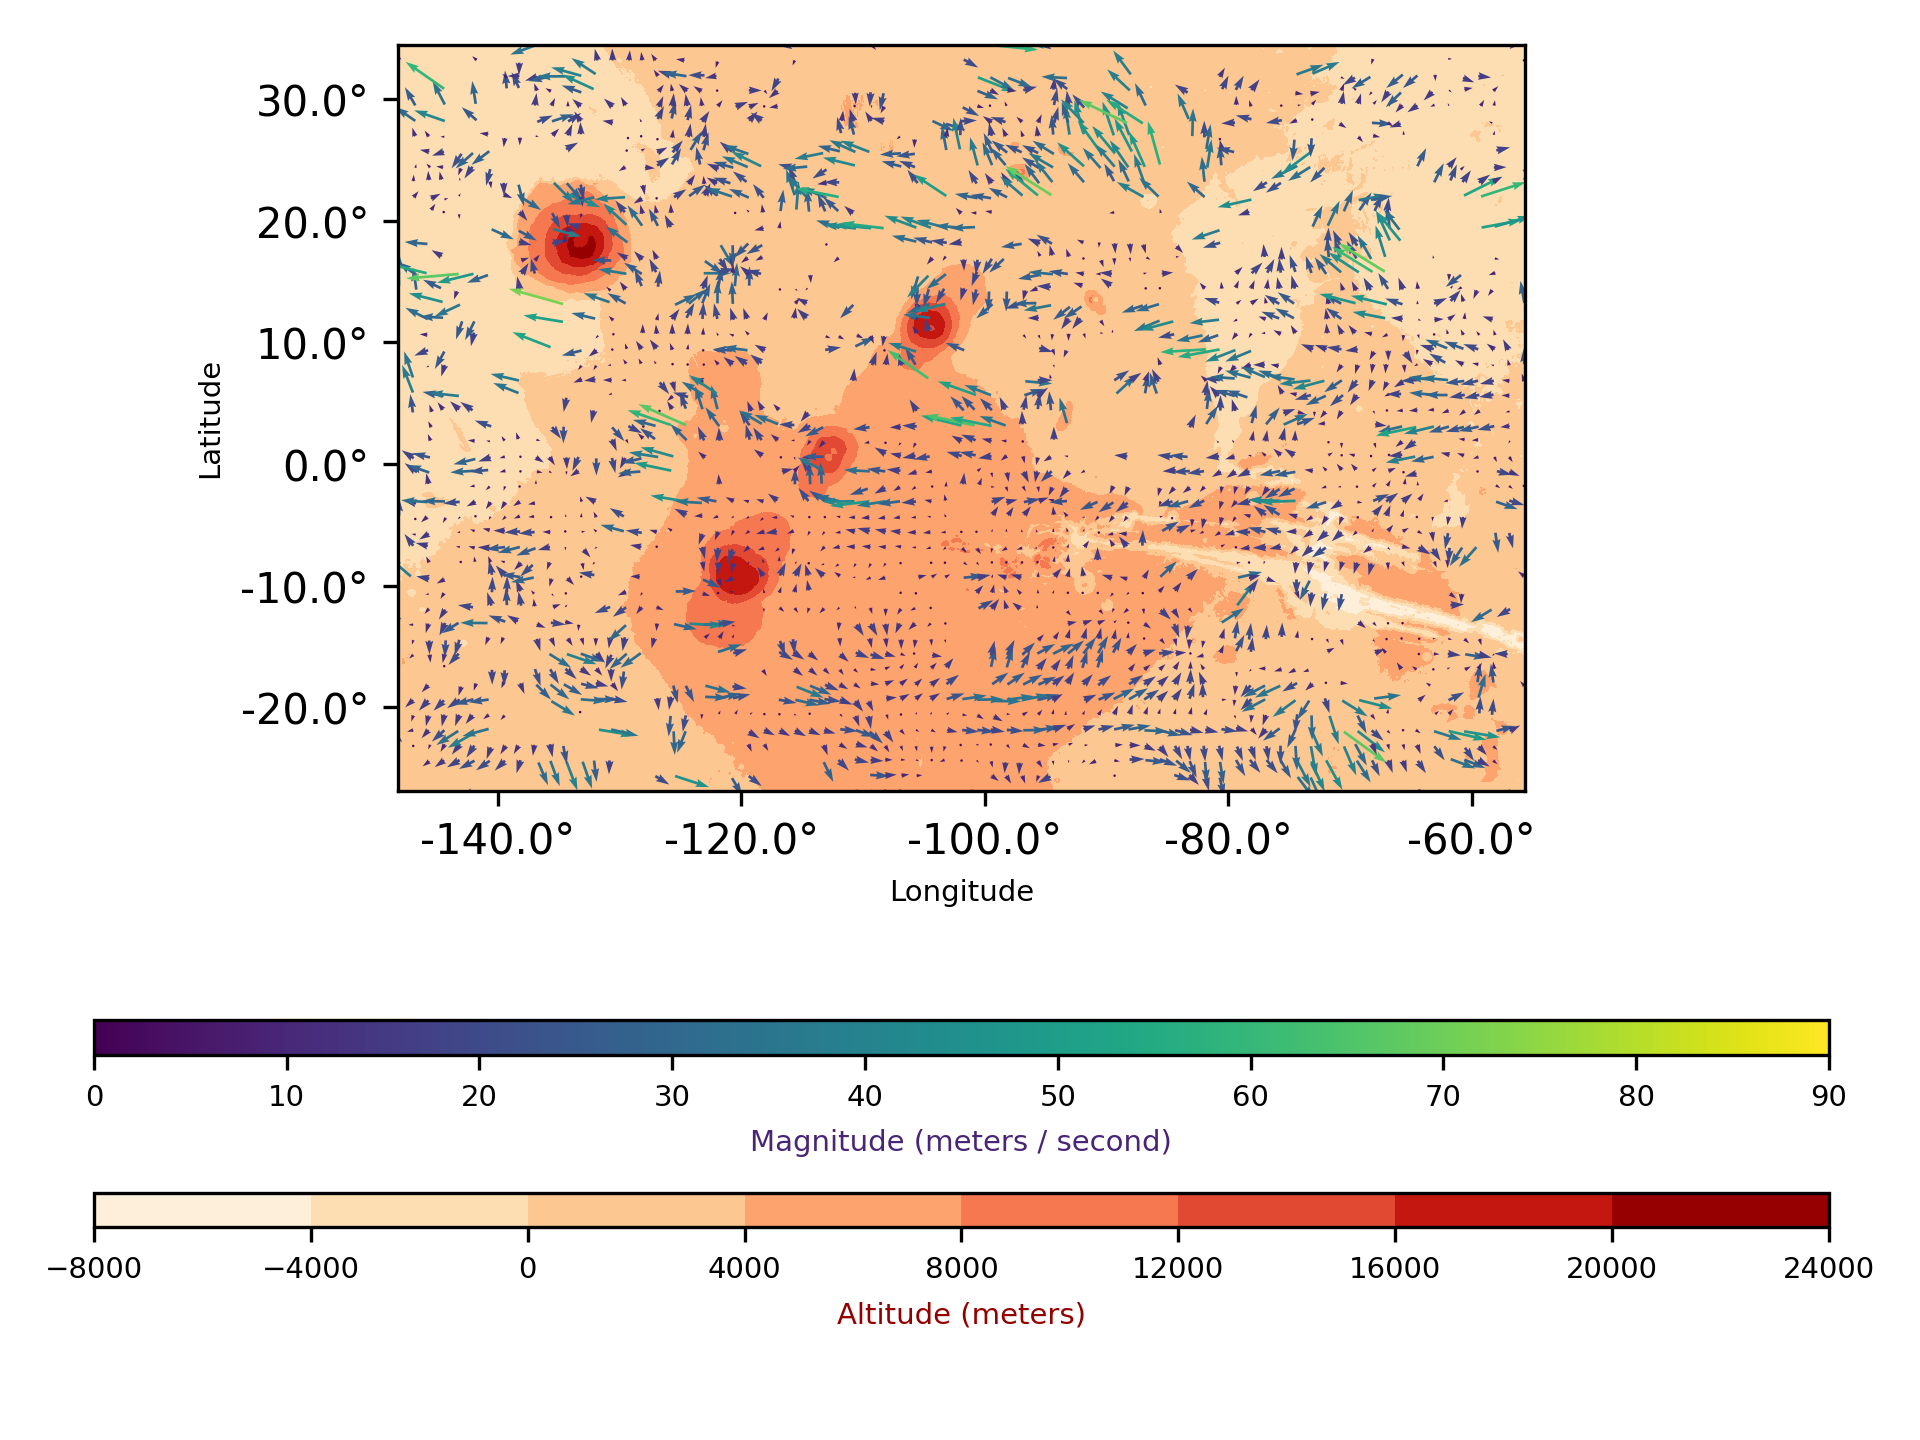 30.0°
20.0°
10.0°
0.0°
-10.0°
-20.0°
Latitude
-140.0° -120.0° -100.0° -80.0° -60.0°
Longitude
0 10 20 30 40 50 60 70 80 90
Magnitude (meters / second)
−8000 −4000 0 4000 8000 12000 16000 20000 24000
Altitude (meters)